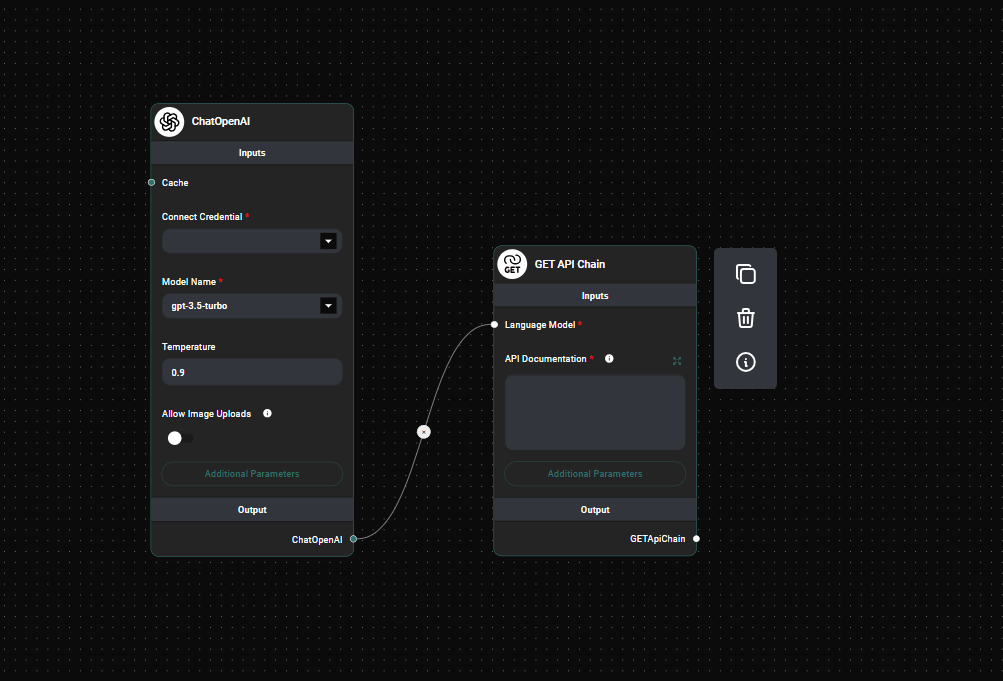 ChatOpenAI
Inputs
Cache
Connect Credential *
Model Name *
gpt-3.5-turbo
Temperature
0.9
Allow Image Uploads
Additional Parameters
Output
ChatOpenAI
GET
GET API Chain
Inputs
Language Model *
API Documentation *
Additional Parameters
Output
GETApiChain